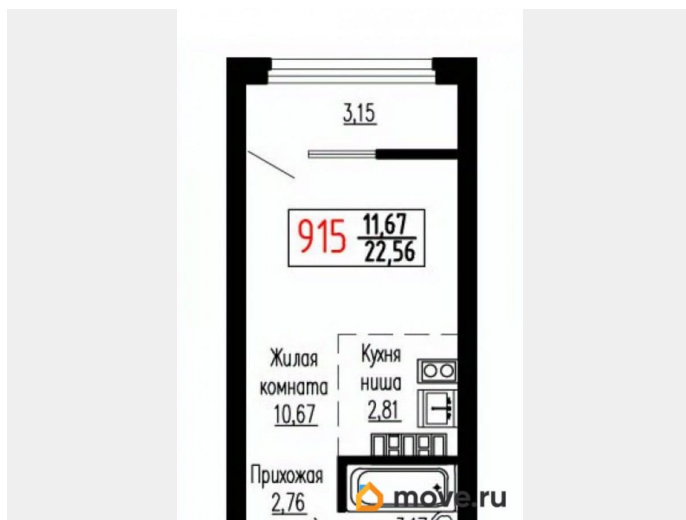 3,15
915 11,67
22,56
Жилая
комната
10,67
Кухня
ниша
2,81
Прихожая
2,76
move.ru